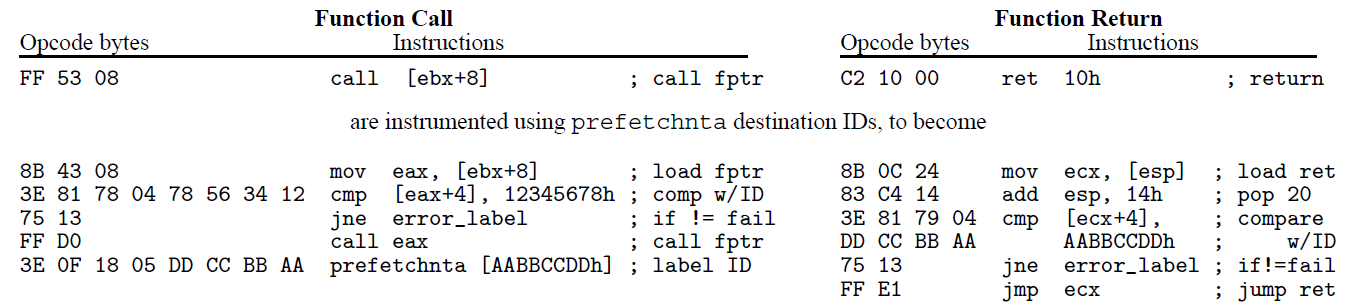 Function Call Function Return
Opcode bytes Instructions Opcode bytes Instructions
FF 53 08 call [ebx+8] ; call fptr C2 10 00 ret 10h ; return
are instrumented using prefetchnta destination IDs, to become
8B 43 08 mov eax, [ebx+8] ; load fptr 8B 0C 24 mov ecx, [esp] ; load ret
3E 81 78 04 78 56 34 12 cmp [eax+4], 12345678h ; comp w/ID 83 C4 14 add esp, 14h ; pop 20
75 13 jne error_label ; if != fail 3E 81 79 04 cmp [ecx+4], ; compare
FF D0 call eax ; call fptr DD CC BB AA AABBCCDDh ; w/ID
3E 0F 18 05 DD CC BB AA prefetchnta [AABBCCDDh] ; label ID 75 13 jne error_label ; if!=fail
FF E1 jmp ecx ; jump ret